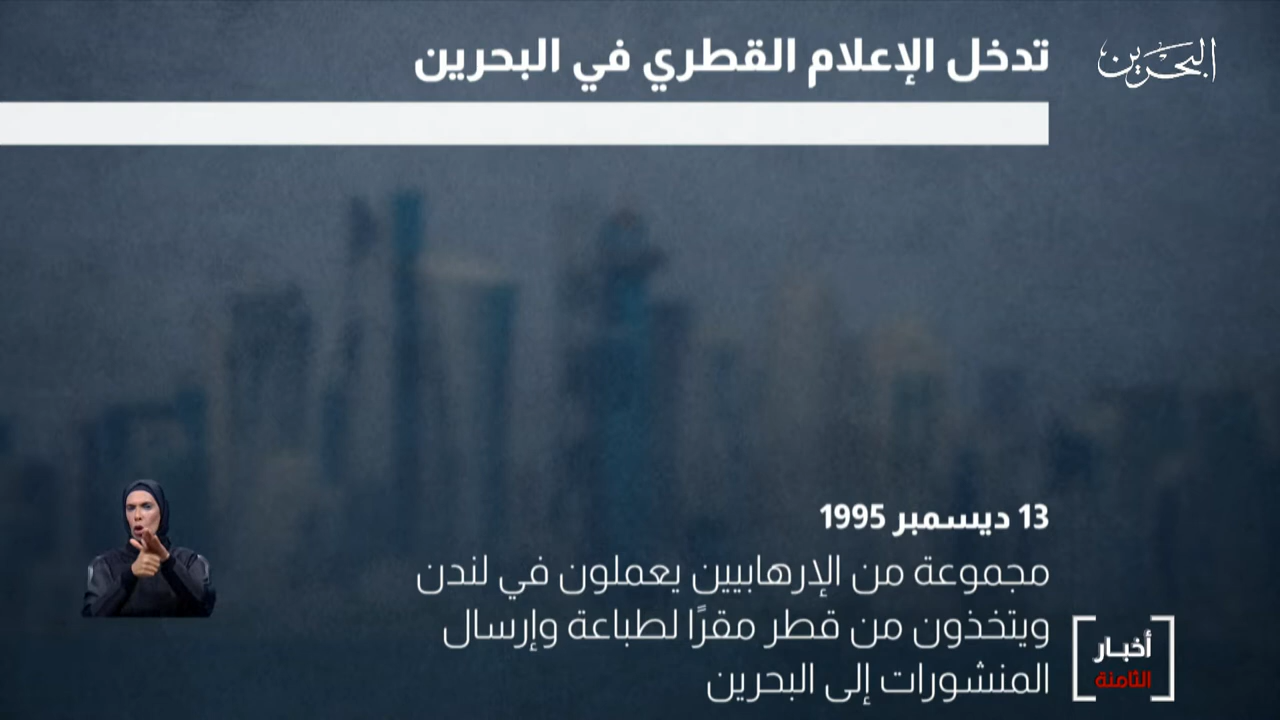 البحرين
تدخل الإعلام القطري في البحرين
13 ديسمبر 1995
مجموعة من الإرهابيين يعملون في لندن
ويتخذون من قطر مقرًا لطباعة وإرسال
المنشورات إلى البحرين
أخبار
الثامنة